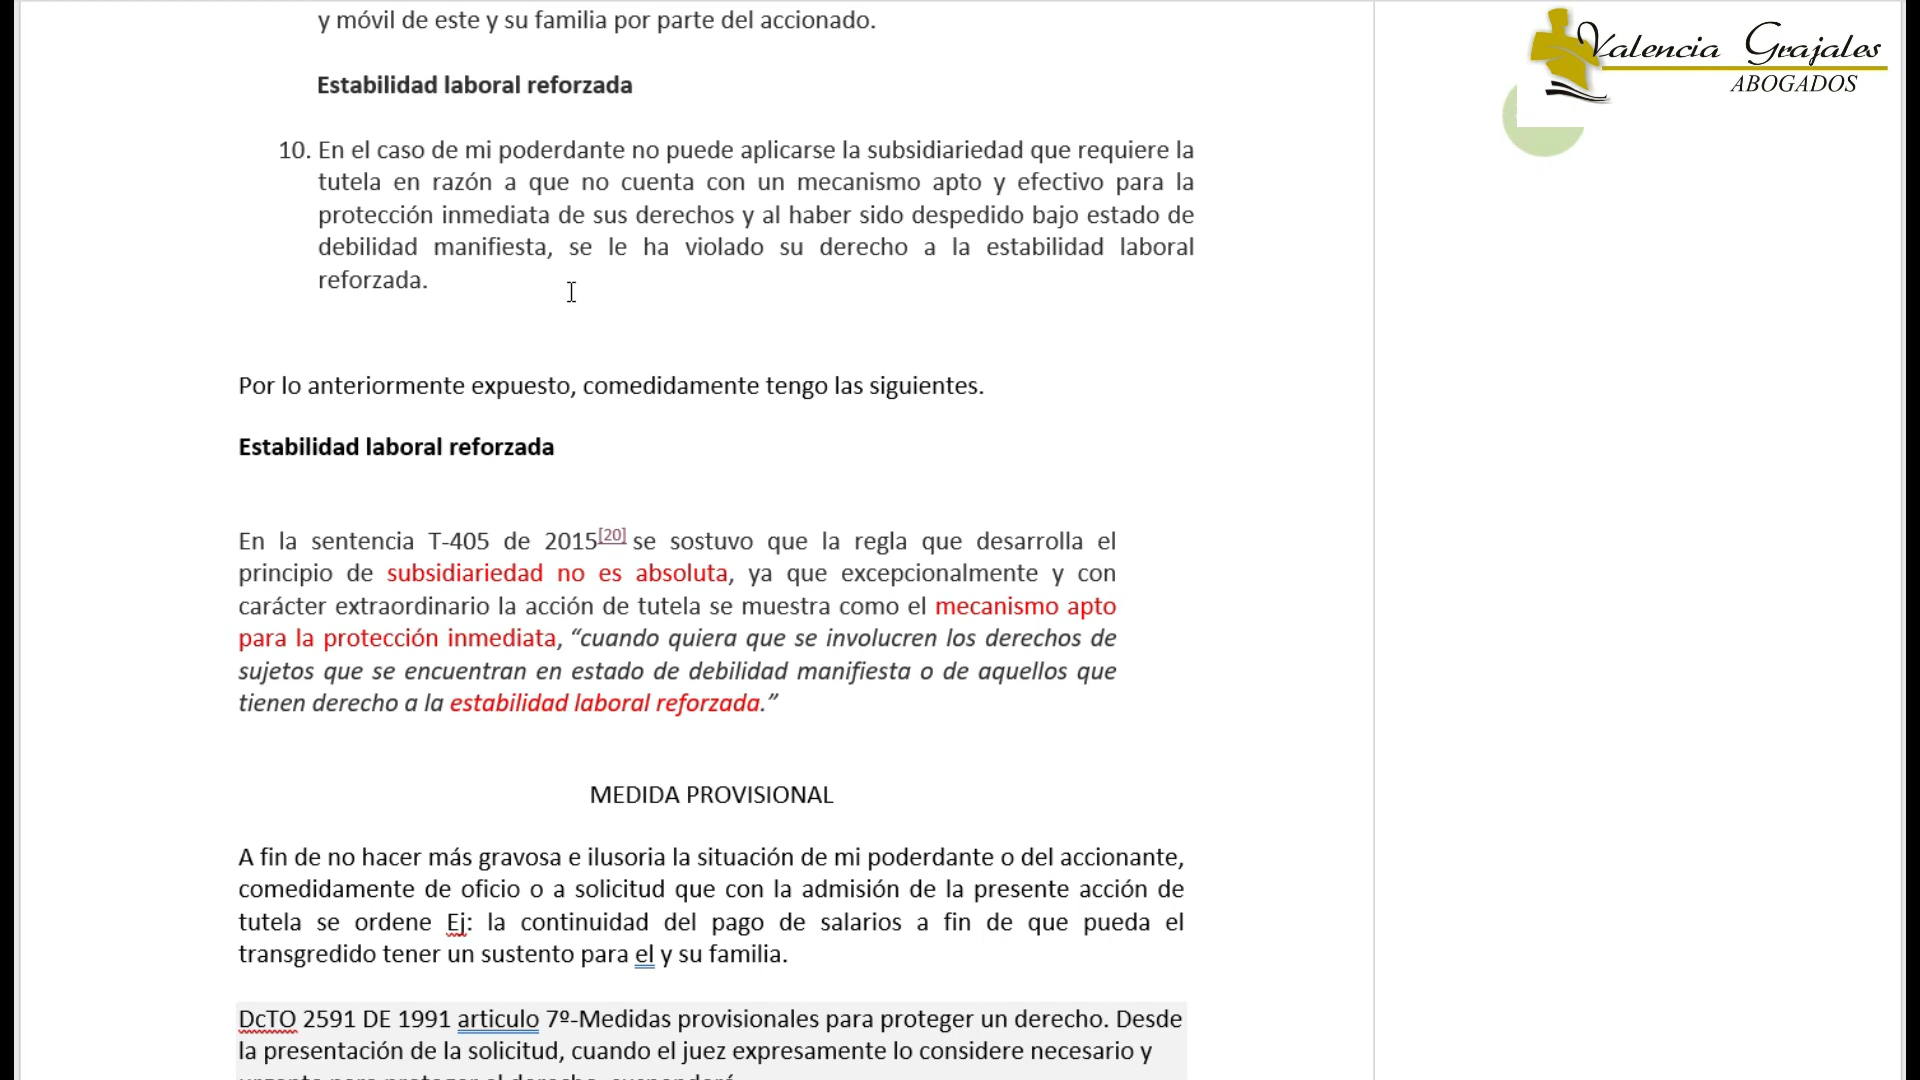 y móvil de este y su familia por parte del accionado.
Valencia Grajales
ABOGADOS
Estabilidad laboral reforzada
10. En el caso de mi poderdante no puede aplicarse la subsidiariedad que requiere la
tutela en razón a que no cuenta con un mecanismo apto y efectivo para la
protección inmediata de sus derechos y al haber sido despedido bajo estado de
debilidad manifiesta, se le ha violado su derecho a la estabilidad laboral
reforzada.
Por lo anteriormente expuesto, comedidamente tengo las siguientes.
Estabilidad laboral reforzada
En la sentencia T-405 de 2015[20] se sostuvo que la regla que desarrolla el
principio de subsidiariedad no es absoluta, ya que excepcionalmente y con
carácter extraordinario la acción de tutela se muestra como el mecanismo apto
para la protección inmediata, “cuando quiera que se involucren los derechos de
sujetos que se encuentran en estado de debilidad manifiesta o de aquellos que
tienen derecho a la estabilidad laboral reforzada.”
MEDIDA PROVISIONAL
A fin de no hacer más gravosa e ilusoria la situación de mi poderdante o del accionante,
comedidamente de oficio o a solicitud que con la admisión de la presente acción de
tutela se ordene Ej: la continuidad del pago de salarios a fin de que pueda el
transgredido tener un sustento para el y su familia.
DcTO 2591 DE 1991 articulo 7º-Medidas provisionales para proteger un derecho. Desde
la presentación de la solicitud, cuando el juez expresamente lo considere necesario y